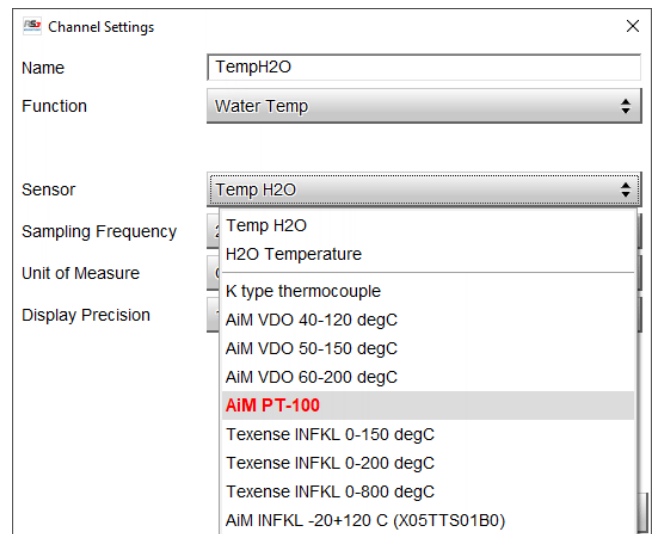 Channel Settings
Name TempH2O
Function Water Temp
Sensor Temp H2O
Sampling Frequency
Temp H2O
H2O Temperature
Unit of Measure
K type thermocouple
Display Precision
AiM VDO 40-120 degC
AiM VDO 50-150 degC
AiM VDO 60-200 degC
AiM PT-100
Texense INFKL 0-150 degC
Texense INFKL 0-200 degC
Texense INFKL 0-800 degC
AiM INFKL -20+120 C (X05TTS01B0)